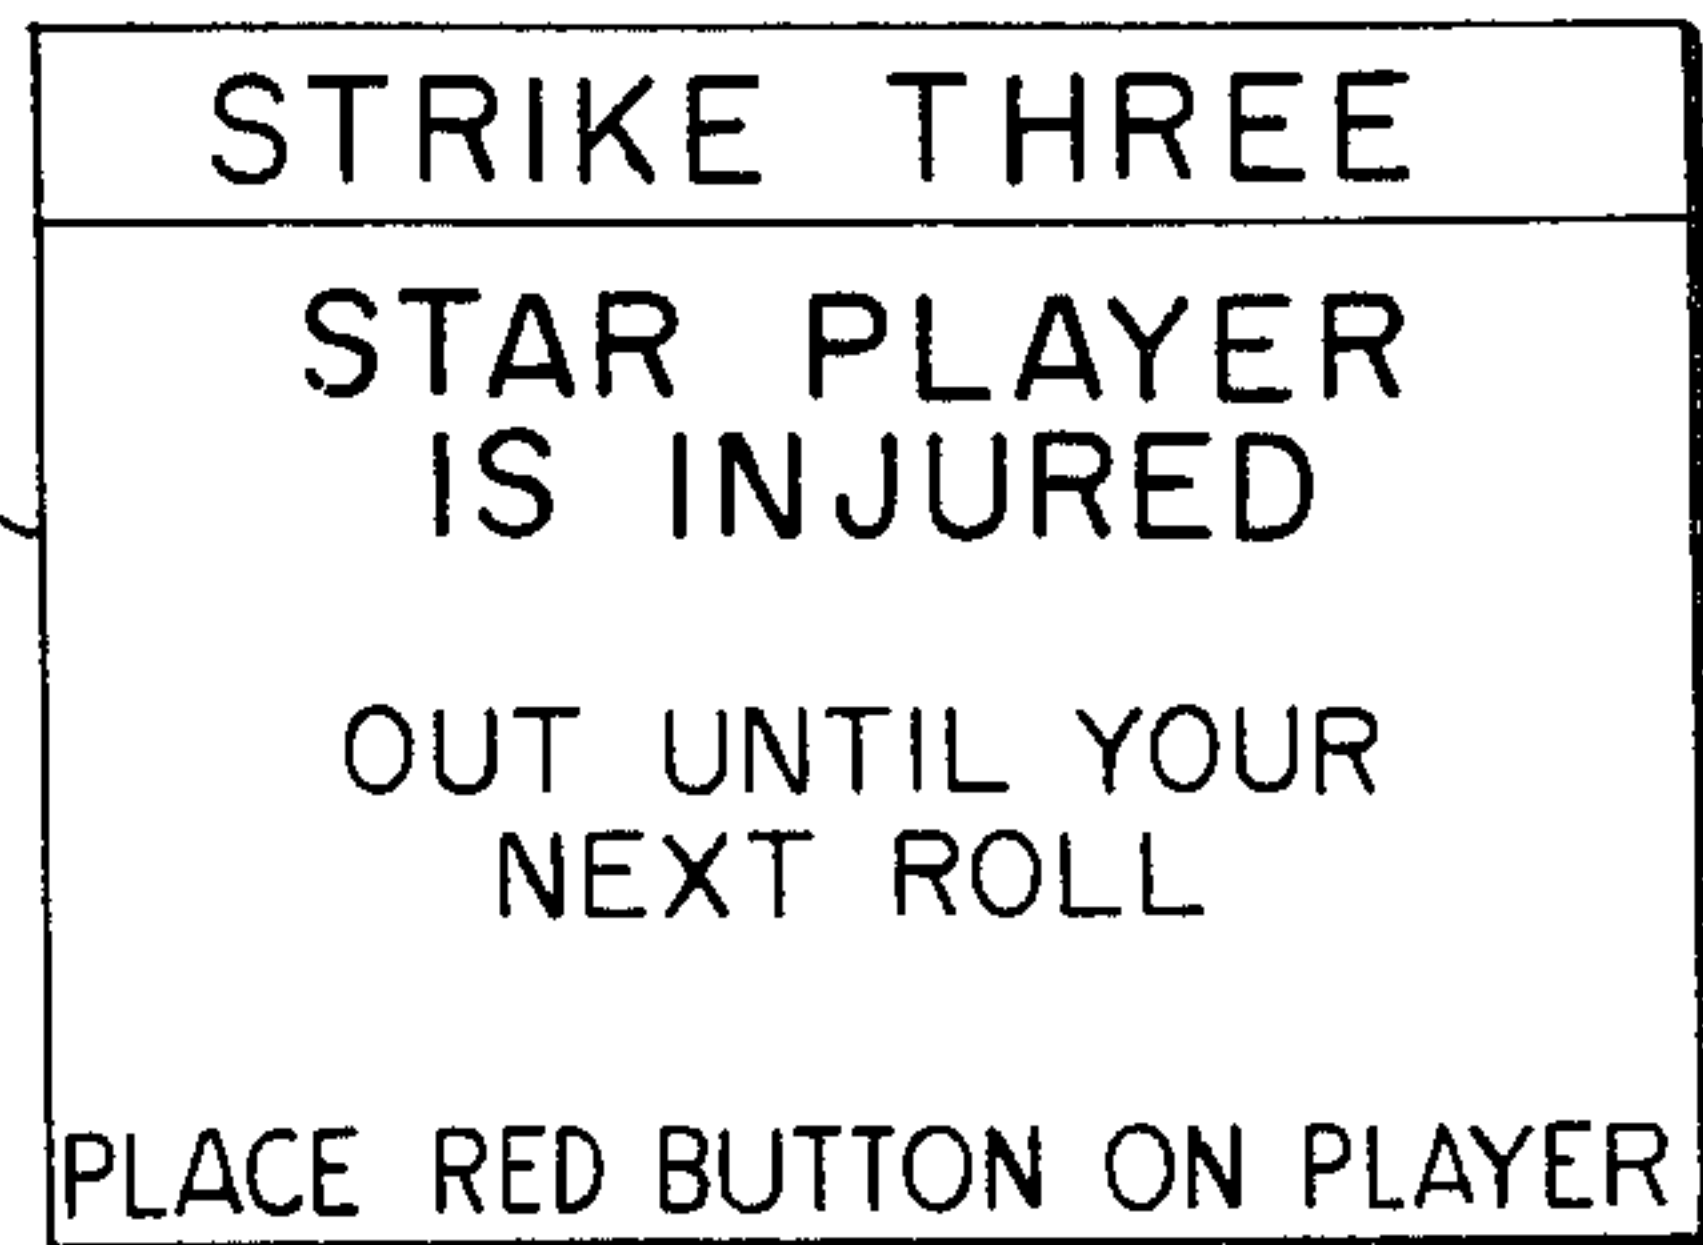 STRIKE THREE
STAR PLAYER
IS INJURED
OUT UNTIL YOUR
NEXT ROLL
PLACE RED BUTTON ON PLAYER